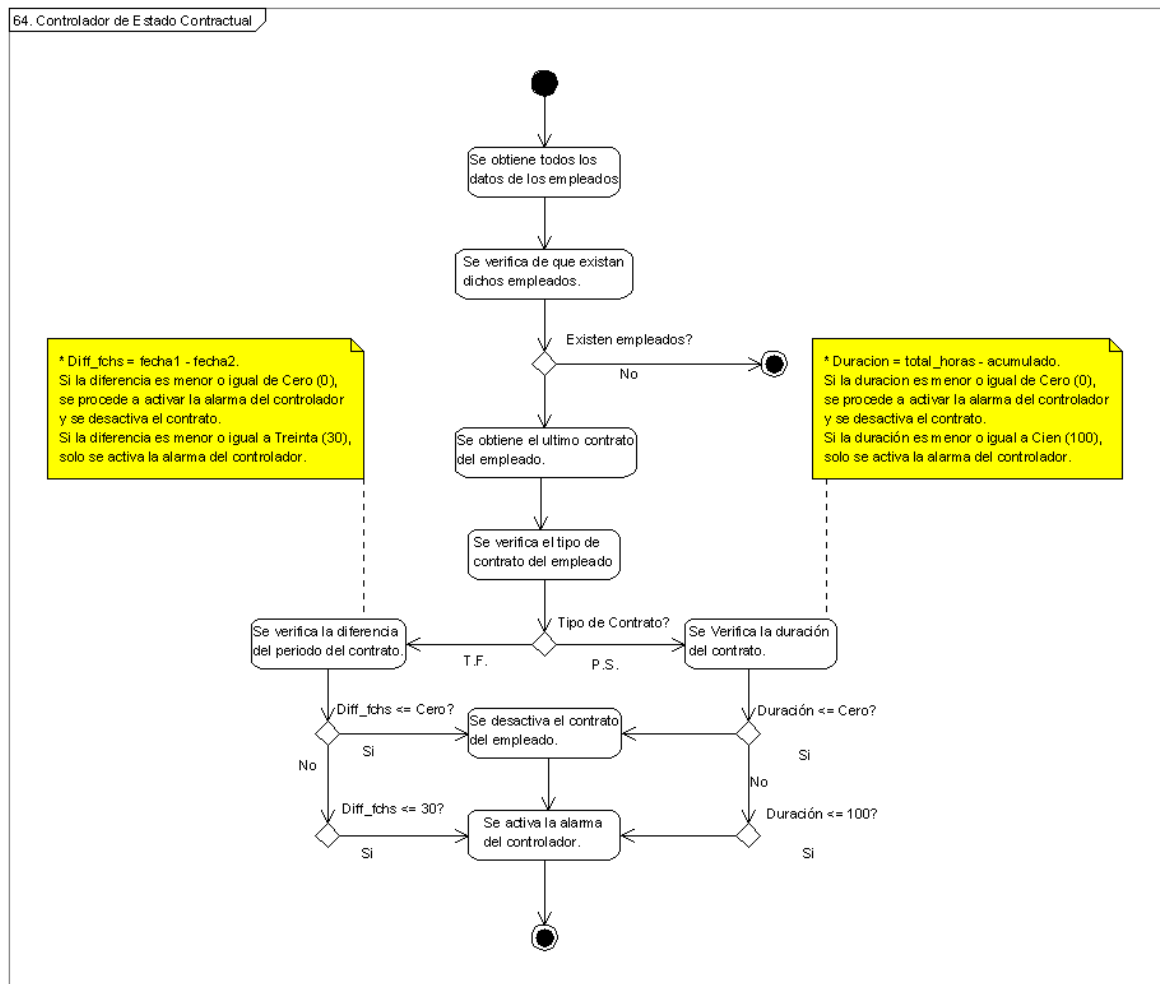 64. Controlador de Estado Contractual
Se obtiene todos los
datos de los empleados
Se verifica de que existan
dichos empleados.
Existen empleados?
No
* Diff_fchs = fecha1 - fecha2.
Si la diferencia es menor o igual de Cero (0),
se procede a activar la alarma del controlador
y se desactiva el contrato.
Si la diferencia es menor o igual a Treinta (30),
solo se activa la alarma del controlador.
* Duracion = total_horas - acumulado.
Si la duracion es menor o igual de Cero (0),
se procede a activar la alarma del controlador
y se desactiva el contrato.
Si la duración es menor o igual a Cien (100),
solo se activa la alarma del controlador.
Se obtiene el ultimo contrato
del empleado.
Se verifica el tipo de
contrato del empleado
Tipo de Contrato?
T.F.
P.S.
Se verifica la diferencia
del periodo del contrato.
Se Verifica la duración
del contrato.
Diff_fchs <= Cero?
Si
No
Se desactiva el contrato
del empleado.
Duración <= Cero?
Si
No
Diff_fchs <= 30?
Si
Se activa la alarma
del controlador.
Duración <= 100?
Si